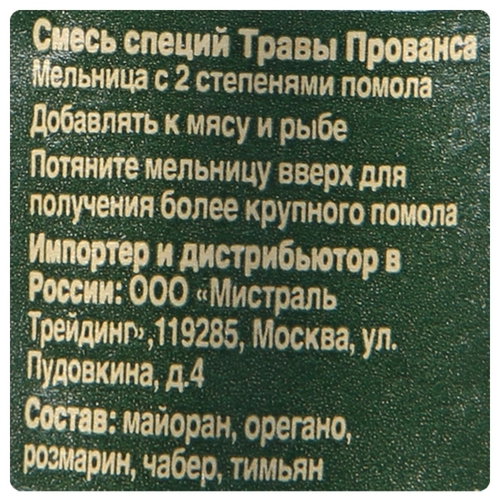 Смесь специй Травы Прованса
Мельница с 2 степенями помола
Добавлять к мясу и рыбе
Потяните мельницу вверх для
получения более крупного помола
Импортер и дистрибьютор в
России: ООО «Мистраль
Трейдинг»,119285, Москва, ул.
Пудовкина, д.4
Состав: майоран, орегано,
розмарин, чабер, тимьян